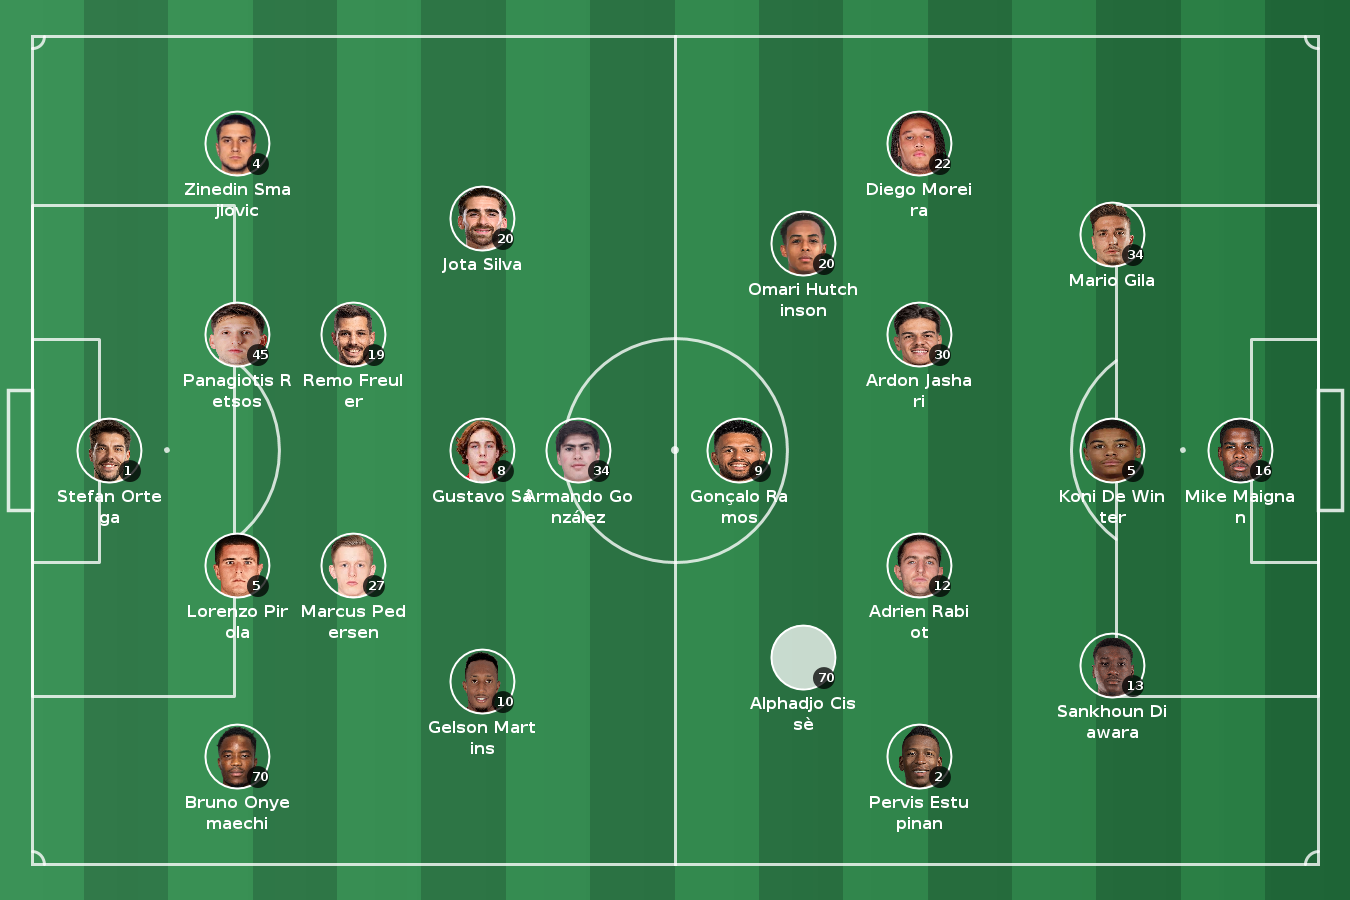 4
Zinedin Sma
jlovic
45
Panagiotis R
etsos
19
Remo Freul
er
1
Stefan Orte
ga
5
Lorenzo Pir
ola
27
Marcus Ped
ersen
70
Bruno Onye
maechi
20
Jota Silva
8
Gustavo Sá
34
Armando Go
nzález
10
Gelson Mart
ins
9
Gonçalo Ra
mos
20
Omari Hutch
inson
70
Alphadjo Cis
sè
22
Diego Morei
ra
30
Ardon Jasha
ri
12
Adrien Rabi
ot
2
Pervis Estu
pinan
34
Mario Gila
5
Koni De Win
ter
13
Sankhoun Di
awara
16
Mike Maigna
n